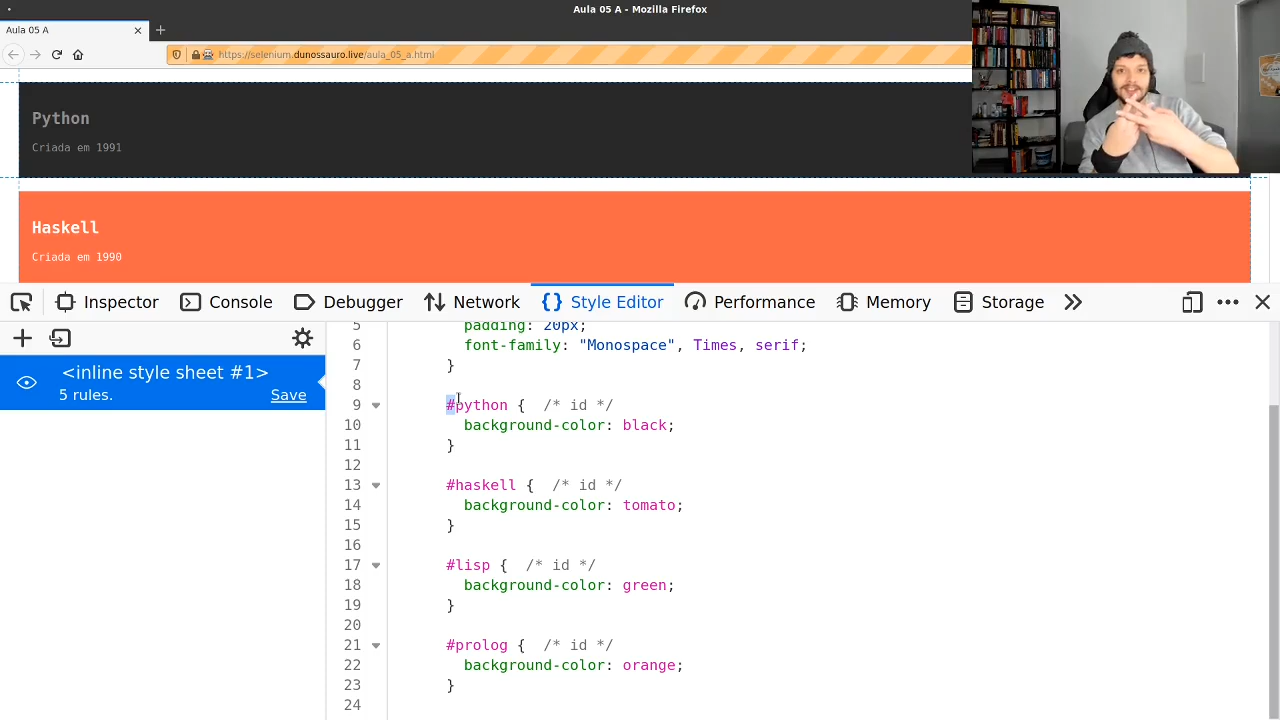 Aula 05 A - Mozilla Firefox
Aula 05 A
https://selenium.dunossauro.live/aula_05_a.html
Python
Criada em 1991
Haskell
Criada em 1990
Inspector Console Debugger Network Style Editor Performance Memory Storage
<inline style sheet #1>
5 rules. Save
5 padding: 20px;
6 font-family: "Monospace", Times, serif;
7 }
8
9 #python { /* id */
10 background-color: black;
11 }
12
13 #haskell { /* id */
14 background-color: tomato;
15 }
16
17 #lisp { /* id */
18 background-color: green;
19 }
20
21 #prolog { /* id */
22 background-color: orange;
23 }
24